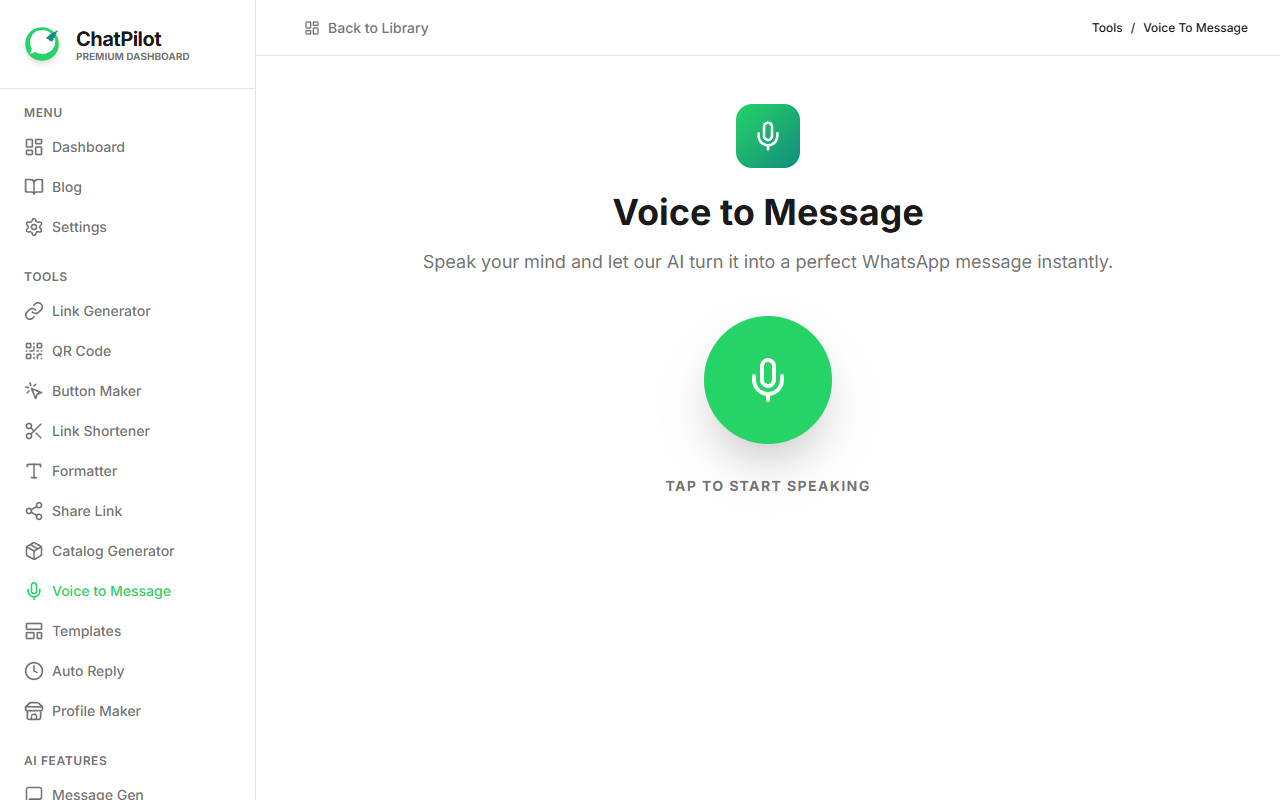 ChatPilot
PREMIUM DASHBOARD
MENU
Dashboard
Blog
Settings
TOOLS
Link Generator
QR Code
Button Maker
Link Shortener
Formatter
Share Link
Catalog Generator
Voice to Message
Templates
Auto Reply
Profile Maker
AI FEATURES
Message Gen
Back to Library
Tools / Voice To Message
Voice to Message
Speak your mind and let our AI turn it into a perfect WhatsApp message instantly.
TAP TO START SPEAKING